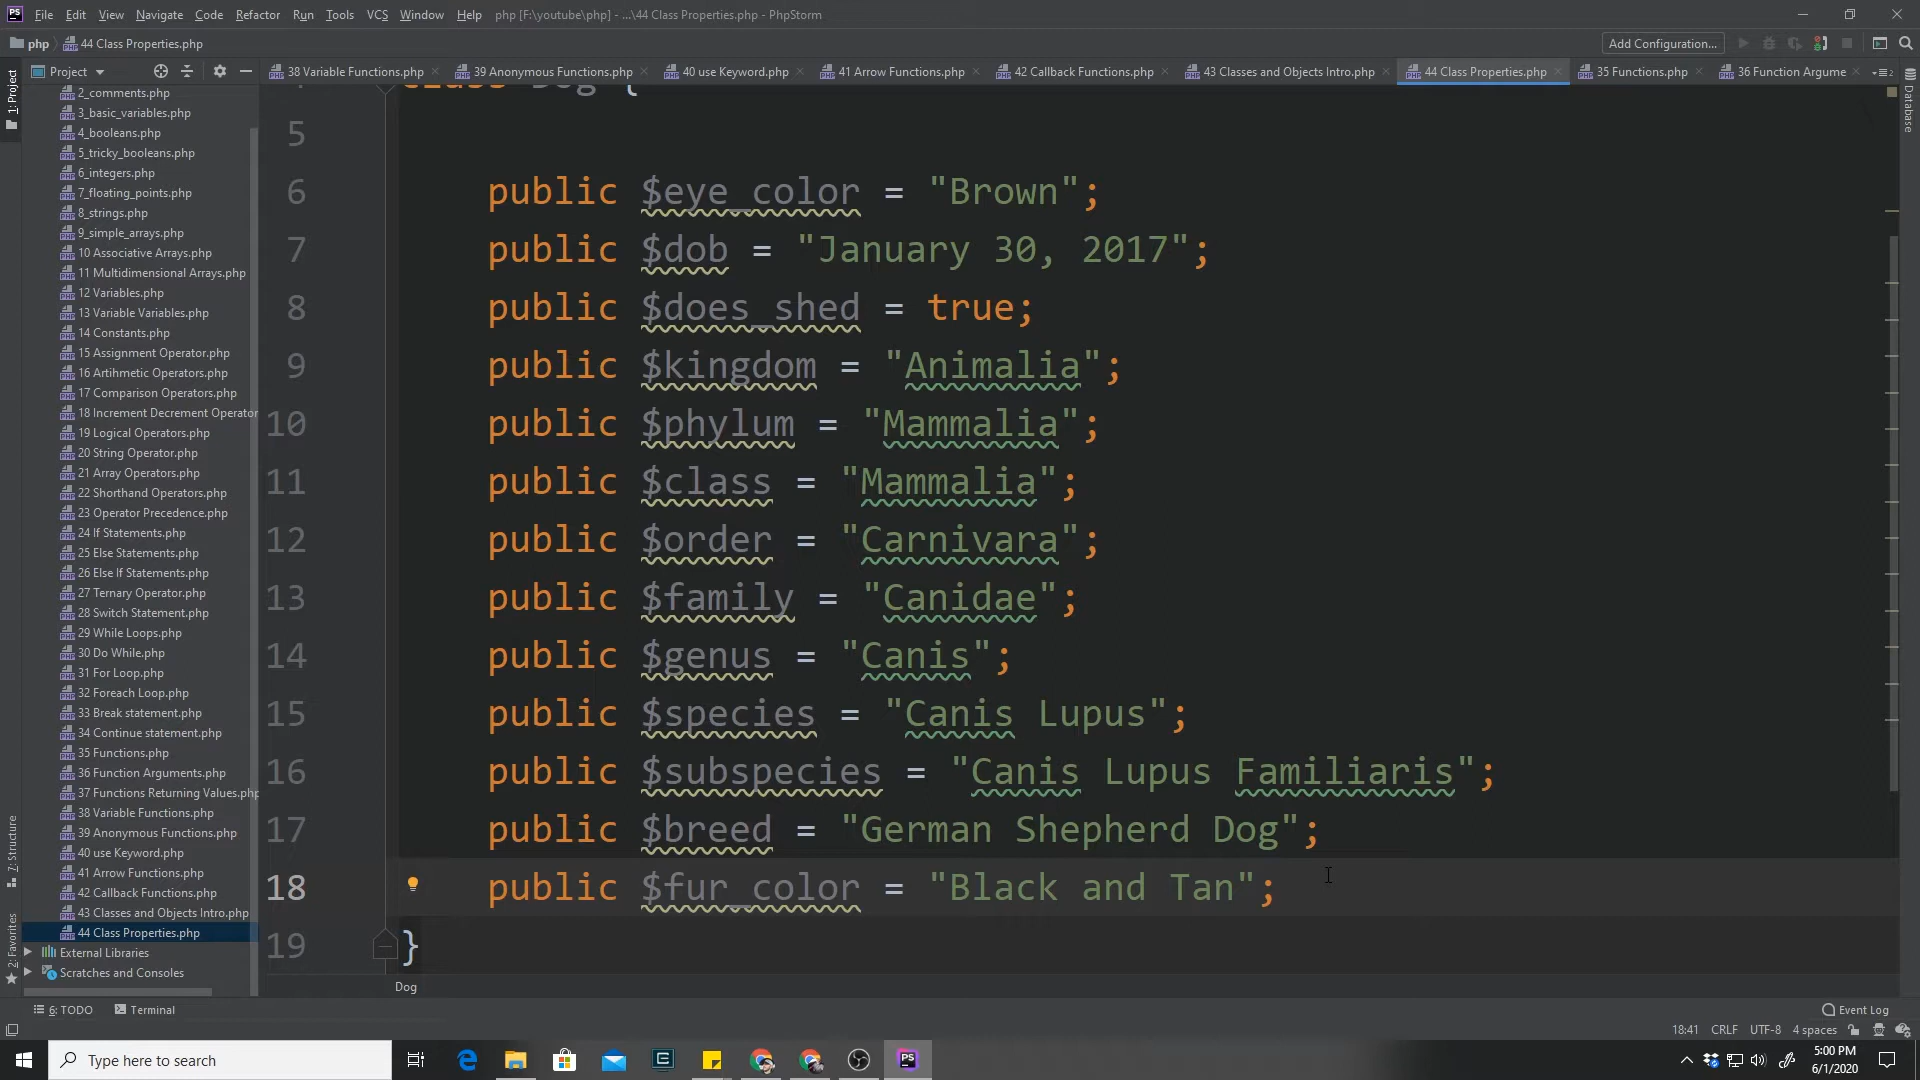 PS File Edit View Navigate Code Refactor Run Tools VCS Window Help php [F:\youtube\php] - ...\44 Class Properties.php - PhpStorm
php 44 Class Properties.php Add Configuration...
Project 38 Variable Functions.php 39 Anonymous Functions.php 40 use Keyword.php 41 Arrow Functions.php 42 Callback Functions.php 43 Classes and Objects Intro.php 44 Class Properties.php 35 Functions.php 36 Function Argume
1: Project
Database
7: Structure
2: Favorites
2_comments.php
3_basic_variables.php
4_booleans.php
5_tricky_booleans.php
6_integers.php
7_floating_points.php
8_strings.php
9_simple_arrays.php
10 Associative Arrays.php
11 Multidimensional Arrays.php
12 Variables.php
13 Variable Variables.php
14 Constants.php
15 Assignment Operator.php
16 Artihmetic Operators.php
17 Comparison Operators.php
18 Increment Decrement Operator
19 Logical Operators.php
20 String Operator.php
21 Array Operators.php
22 Shorthand Operators.php
23 Operator Precedence.php
24 If Statements.php
25 Else Statements.php
26 Else If Statements.php
27 Ternary Operator.php
28 Switch Statement.php
29 While Loops.php
30 Do While.php
31 For Loop.php
32 Foreach Loop.php
33 Break statement.php
34 Continue statement.php
35 Functions.php
36 Function Arguments.php
37 Functions Returning Values.php
38 Variable Functions.php
39 Anonymous Functions.php
40 use Keyword.php
41 Arrow Functions.php
42 Callback Functions.php
43 Classes and Objects Intro.php
44 Class Properties.php
External Libraries
Scratches and Consoles
class Dog {
5
6 public $eye_color = "Brown";
7 public $dob = "January 30, 2017";
8 public $does_shed = true;
9 public $kingdom = "Animalia";
10 public $phylum = "Mammalia";
11 public $class = "Mammalia";
12 public $order = "Carnivara";
13 public $family = "Canidae";
14 public $genus = "Canis";
15 public $species = "Canis Lupus";
16 public $subspecies = "Canis Lupus Familiaris";
17 public $breed = "German Shepherd Dog";
18 public $fur_color = "Black and Tan";
19 }
Dog
6: TODO Terminal Event Log
18:41 CRLF UTF-8 4 spaces
Type here to search
PS
5:00 PM
6/1/2020